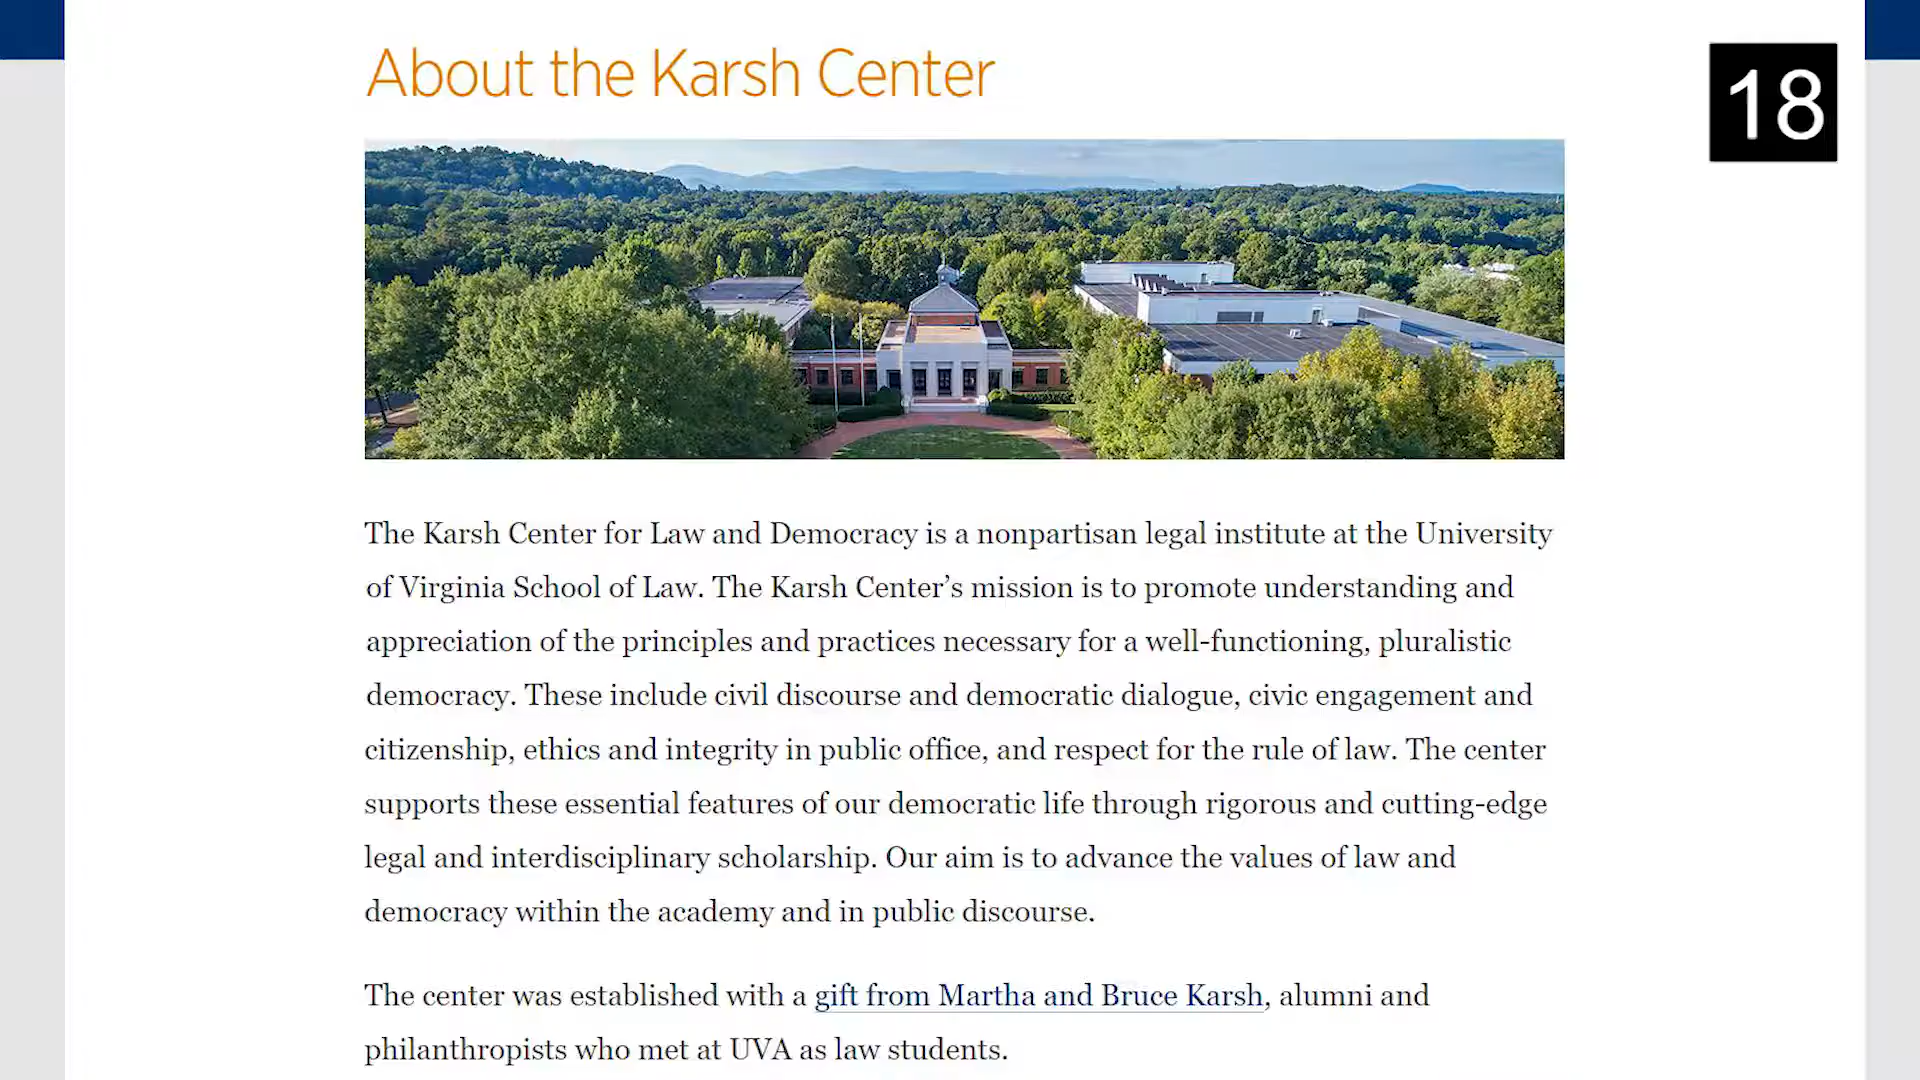 About the Karsh Center
18
The Karsh Center for Law and Democracy is a nonpartisan legal institute at the University
of Virginia School of Law. The Karsh Center’s mission is to promote understanding and
appreciation of the principles and practices necessary for a well-functioning, pluralistic
democracy. These include civil discourse and democratic dialogue, civic engagement and
citizenship, ethics and integrity in public office, and respect for the rule of law. The center
supports these essential features of our democratic life through rigorous and cutting-edge
legal and interdisciplinary scholarship. Our aim is to advance the values of law and
democracy within the academy and in public discourse.
The center was established with a gift from Martha and Bruce Karsh, alumni and
philanthropists who met at UVA as law students.